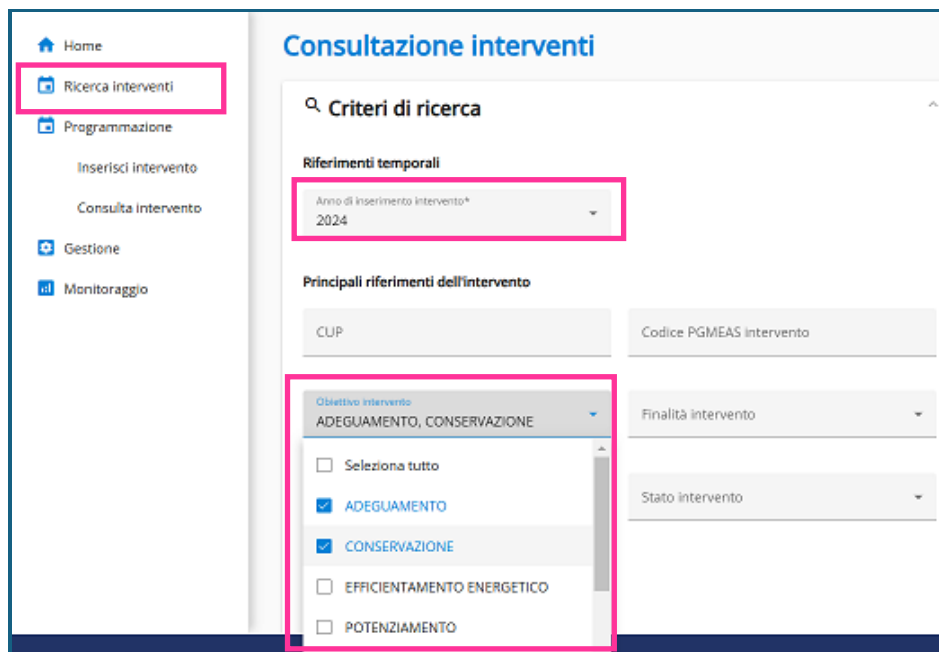 Home
Ricerca interventi
Programmazione
Inserisci intervento
Consulta intervento
Gestione
Monitoraggio
Consultazione interventi
Criteri di ricerca
Riferimenti temporali
Anno di inserimento intervento*
2024
Principali riferimenti dell'intervento
CUP
Codice PGMEAS intervento
Obiettivo intervento
ADEGUAMENTO, CONSERVAZIONE
Finalità intervento
Seleziona tutto
ADEGUAMENTO
CONSERVAZIONE
EFFICIENTAMENTO ENERGETICO
POTENZIAMENTO
Stato intervento